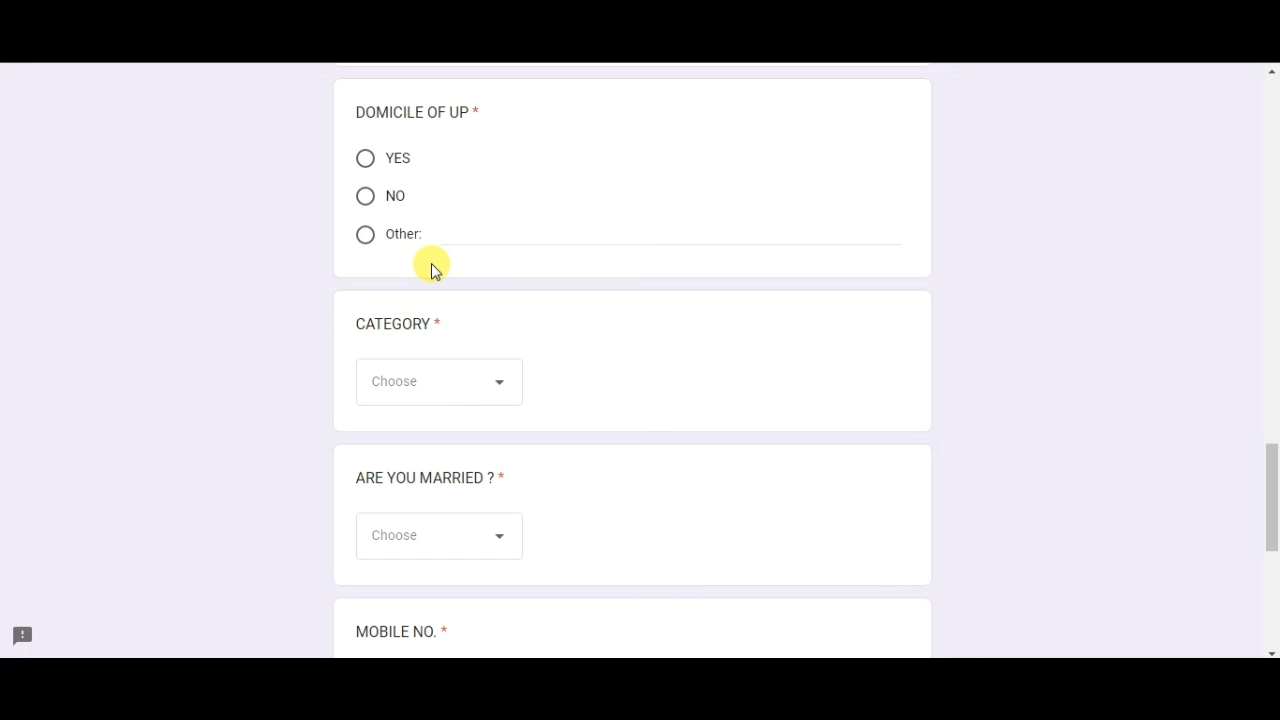 DOMICILE OF UP *
YES
NO
Other:
CATEGORY *
Choose
ARE YOU MARRIED ? *
Choose
MOBILE NO. *